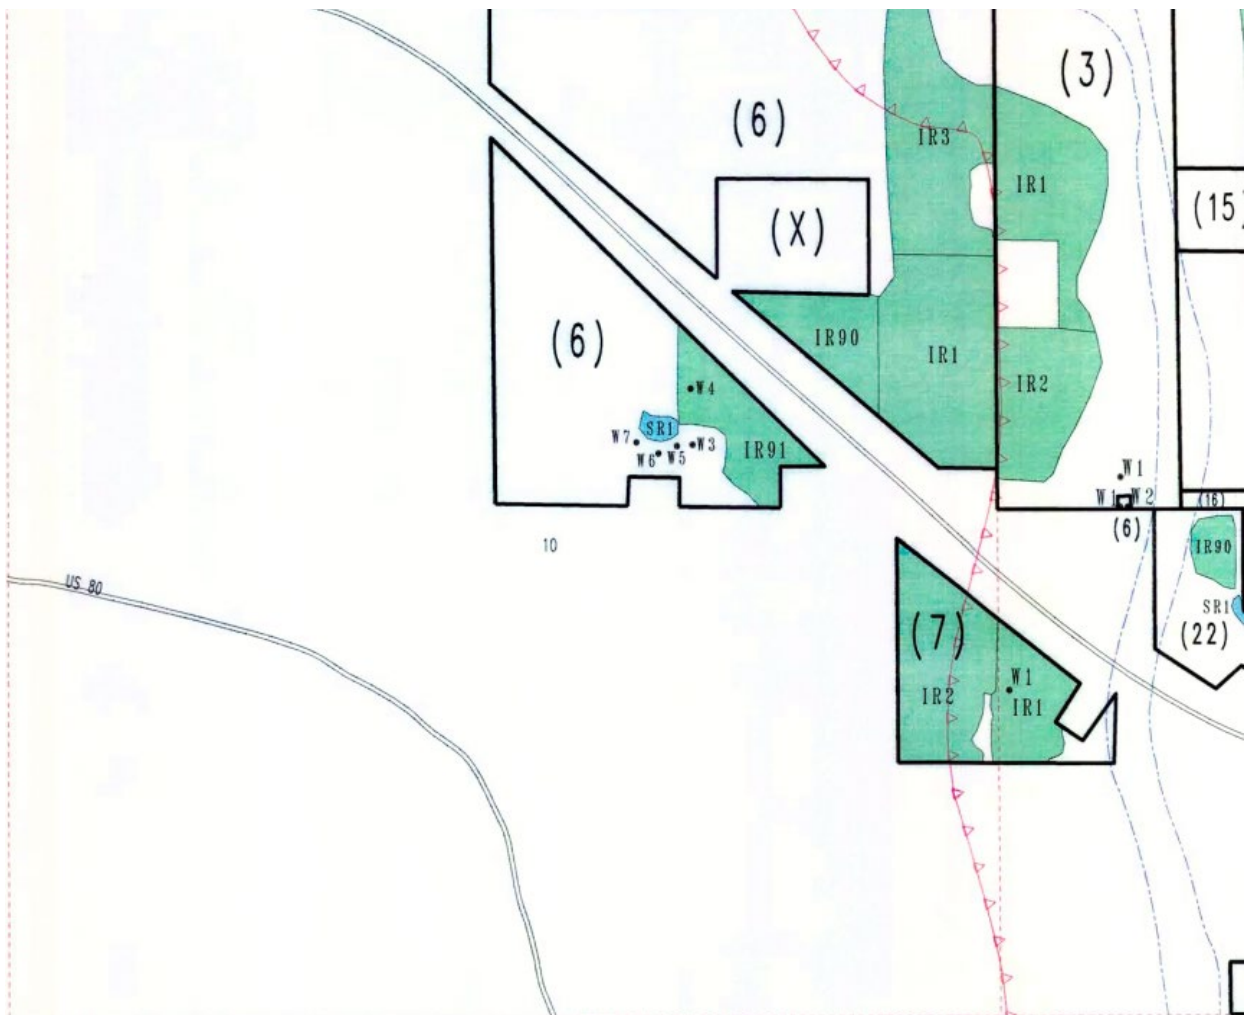 (3)
(6)
IR3
IR1
(15)
(X)
(6)
IR90
IR1
IR2
W4
SR1
W7
W3
W5
W6
IR91
W1
W1
W2
(16)
(6)
10
IR90
US 80
SR1
(7)
(22)
W1
IR2
IR1